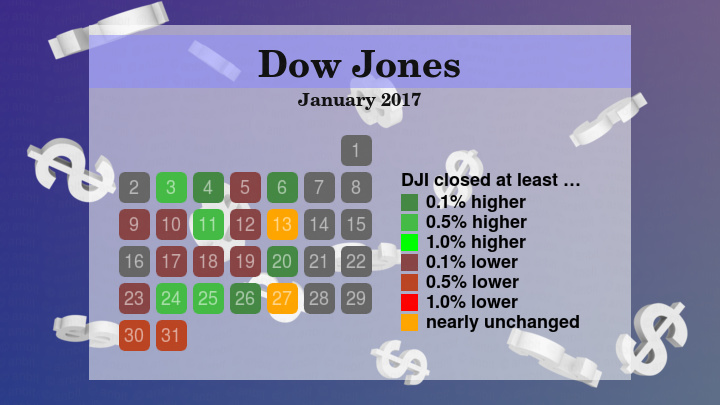 Dow Jones
January 2017
1
2 3 4 5 6 7 8
9 10 11 12 13 14 15
16 17 18 19 20 21 22
23 24 25 26 27 28 29
30 31
DJI closed at least …
0.1% higher
0.5% higher
1.0% higher
0.1% lower
0.5% lower
1.0% lower
nearly unchanged